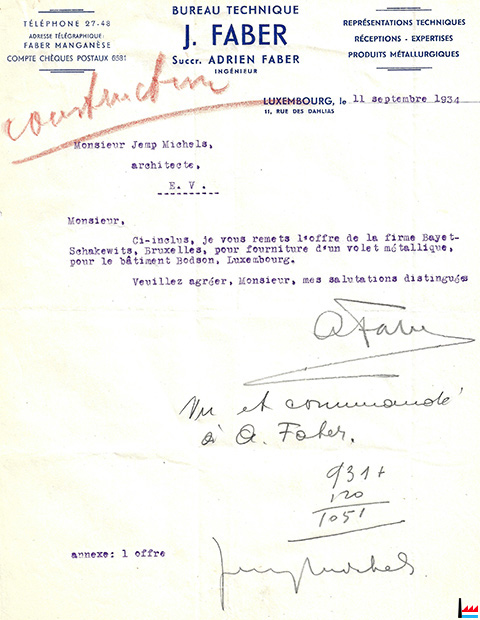 TÉLÉPHONE 27-48
ADRESSE TÉLÉGRAPHIQUE:
FABER MANGANÈSE
COMPTE CHÈQUES POSTAUX 6581
BUREAU TECHNIQUE
J. FABER
Succr. ADRIEN FABER
INGÉNIEUR
REPRÉSENTATIONS TECHNIQUES
RÉCEPTIONS - EXPERTISES
PRODUITS MÉTALLURGIQUES
construction
LUXEMBOURG, le 11 septembre 1934
11, RUE DES DAHLIAS
Monsieur Jemp Michels,
architecte,
E. V.
Monsieur,
Ci-inclus, je vous remets l'offre de la firme Bayet-
Schakewits, Bruxelles, pour fourniture d'un volet métallique,
pour le bâtiment Bodson, Luxembourg.
Veuillez agréer, Monsieur, mes salutations distinguées
A Faber
Vu et commandé
à A. Faber.
931+
120
1051
annexe: 1 offre
Jemp Michels